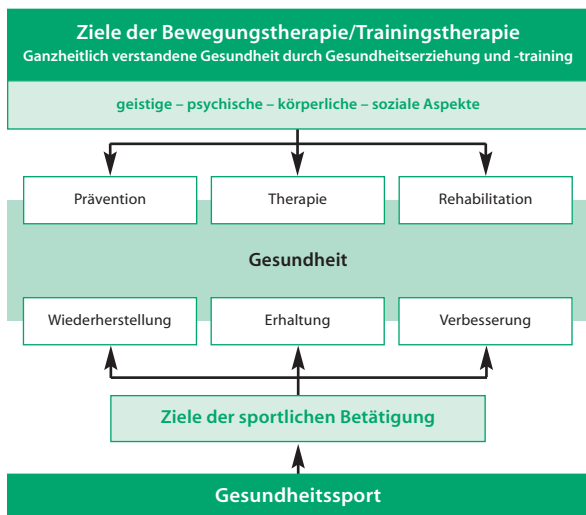 Ziele der Bewegungstherapie/Trainingstherapie
Ganzheitlich verstandene Gesundheit durch Gesundheitserziehung und -training
geistige – psychische – körperliche – soziale Aspekte
Prävention
Therapie
Rehabilitation
Gesundheit
Wiederherstellung
Erhaltung
Verbesserung
Ziele der sportlichen Betätigung
Gesundheitssport